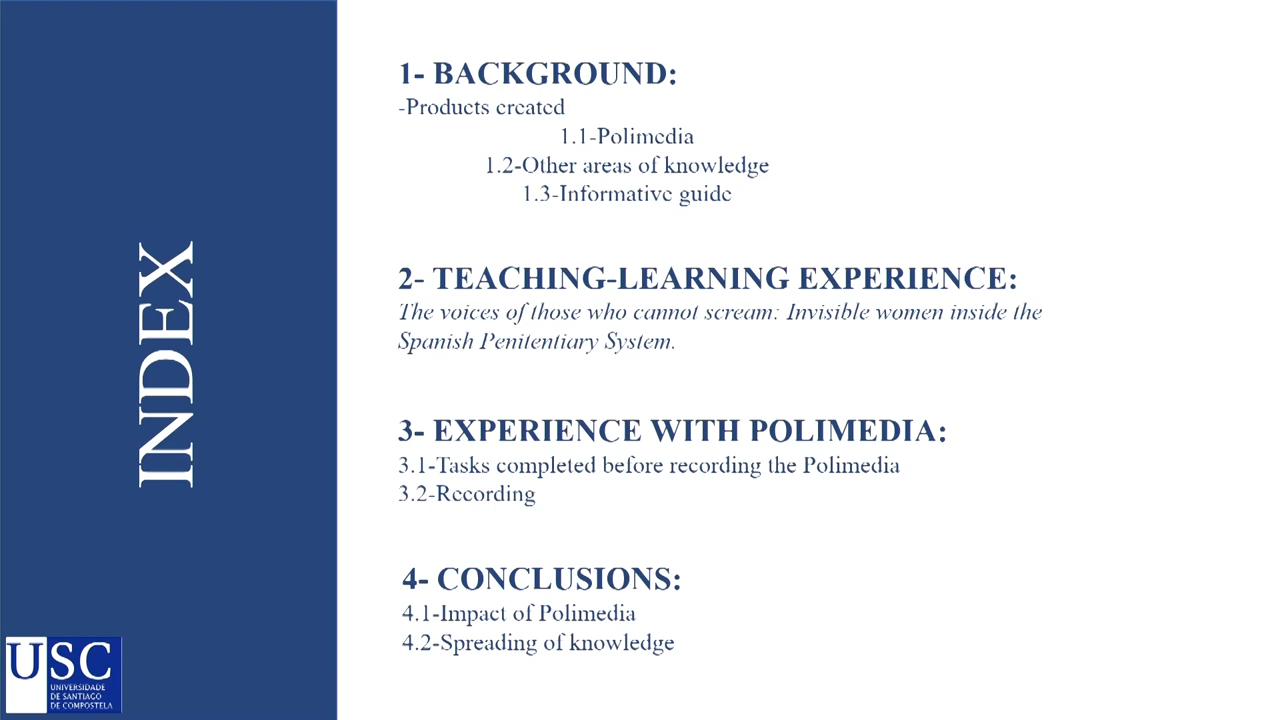 INDEX
1- BACKGROUND:
-Products created
1.1-Polimedia
1.2-Other areas of knowledge
1.3-Informative guide
2- TEACHING-LEARNING EXPERIENCE:
The voices of those who cannot scream: Invisible women inside the
Spanish Penitentiary System.
3- EXPERIENCE WITH POLIMEDIA:
3.1-Tasks completed before recording the Polimedia
3.2-Recording
4- CONCLUSIONS:
4.1-Impact of Polimedia
4.2-Spreading of knowledge
USC
UNIVERSIDADE
DE SANTIAGO
DE COMPOSTELA